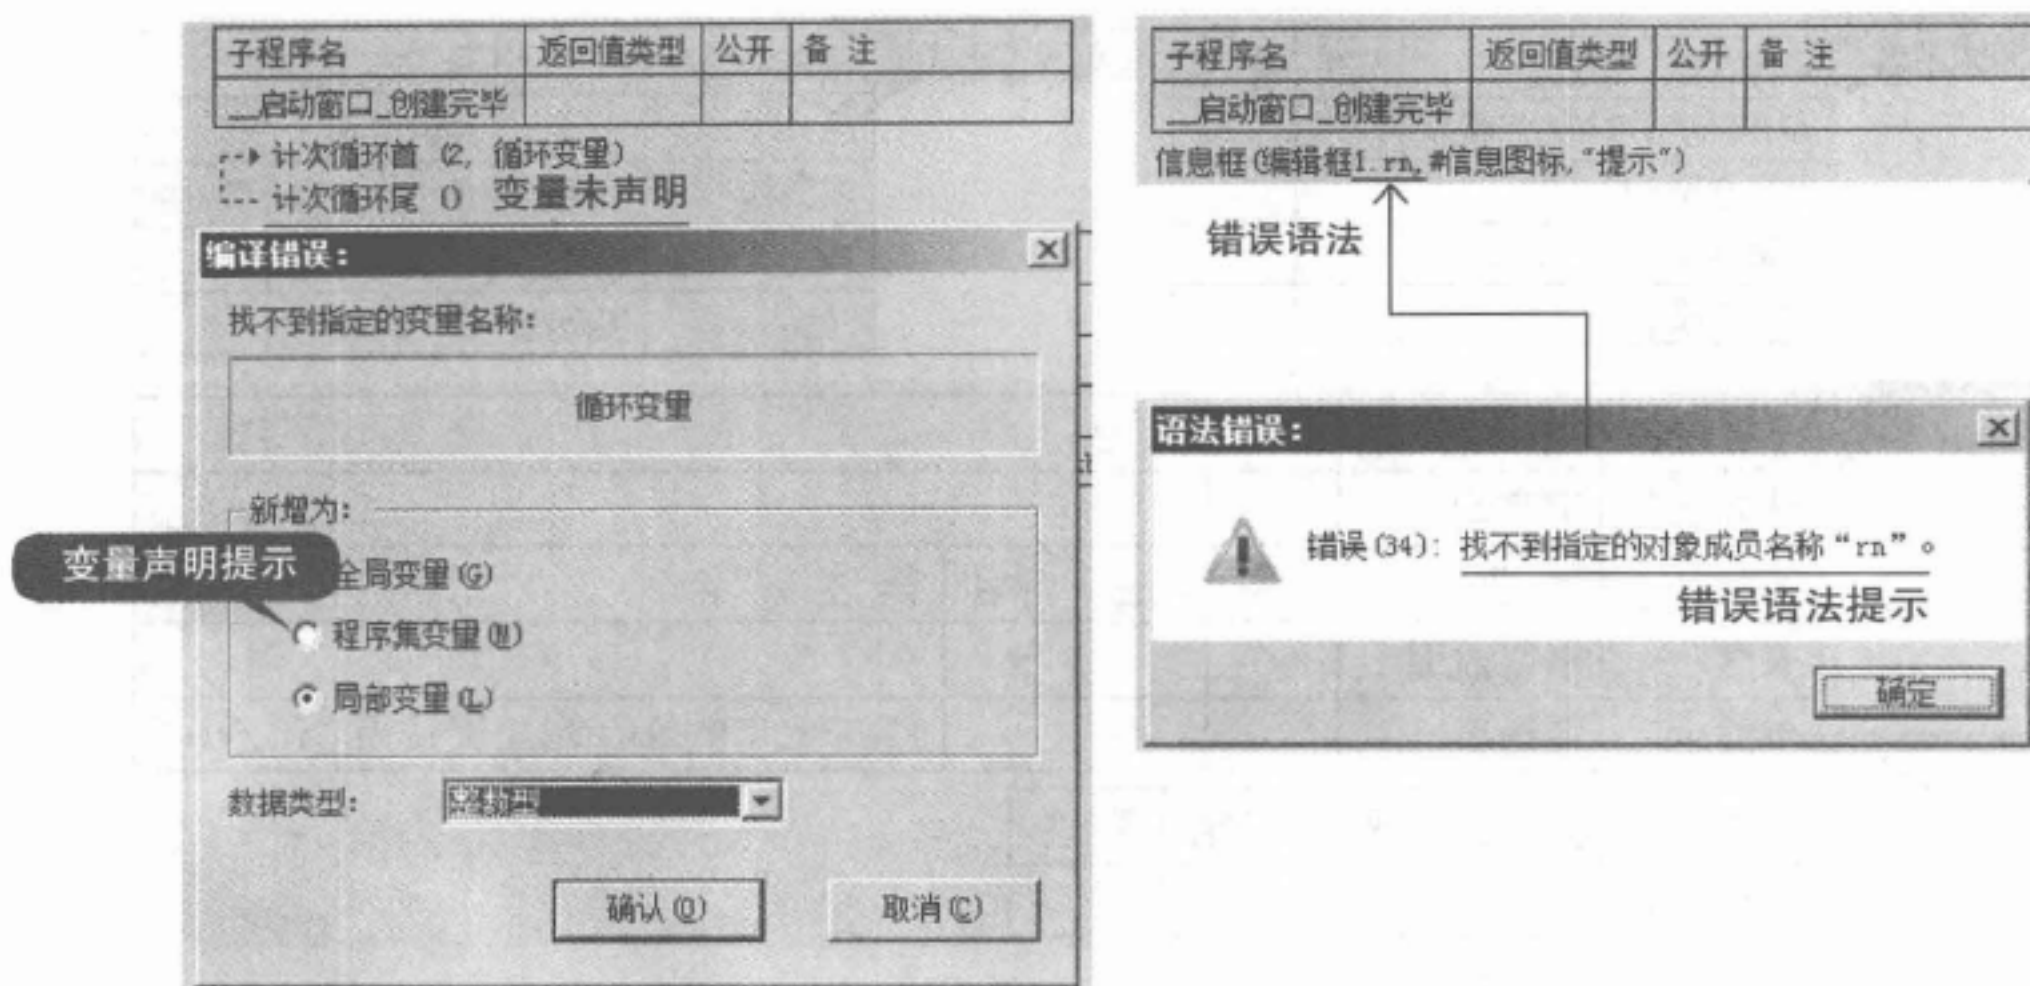 子程序名 返回值类型 公开 备 注
__启动窗口_创建完毕
计次循环首 (2, 循环变量)
计次循环尾 () 变量未声明
编译错误:
找不到指定的变量名称:
循环变量
新增为:
变量声明提示
全局变量(G)
程序集变量(M)
局部变量(L)
数据类型: 整数型
确认(O) 取消(C)
子程序名 返回值类型 公开 备 注
__启动窗口_创建完毕
信息框(编辑框1.rn,#信息图标,"提示")
错误语法
语法错误:
错误(34): 找不到指定的对象成员名称“rn”。
错误语法提示
确定